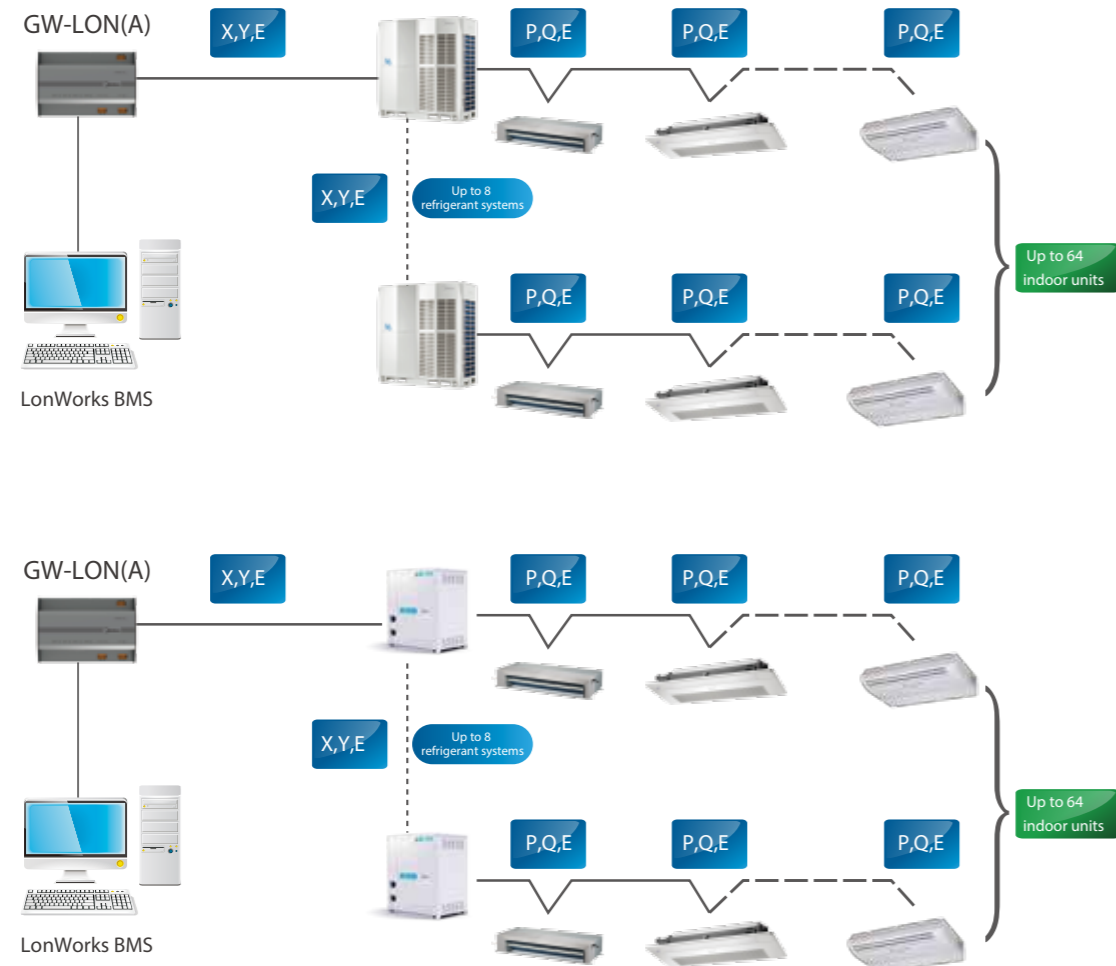 GW-LON(A)
X,Y,E
P,Q,E
P,Q,E
P,Q,E
X,Y,E
Up to 8
refrigerant systems
Up to 64
indoor units
P,Q,E
P,Q,E
P,Q,E
LonWorks BMS
GW-LON(A)
X,Y,E
P,Q,E
P,Q,E
P,Q,E
X,Y,E
Up to 8
refrigerant systems
Up to 64
indoor units
P,Q,E
P,Q,E
P,Q,E
LonWorks BMS